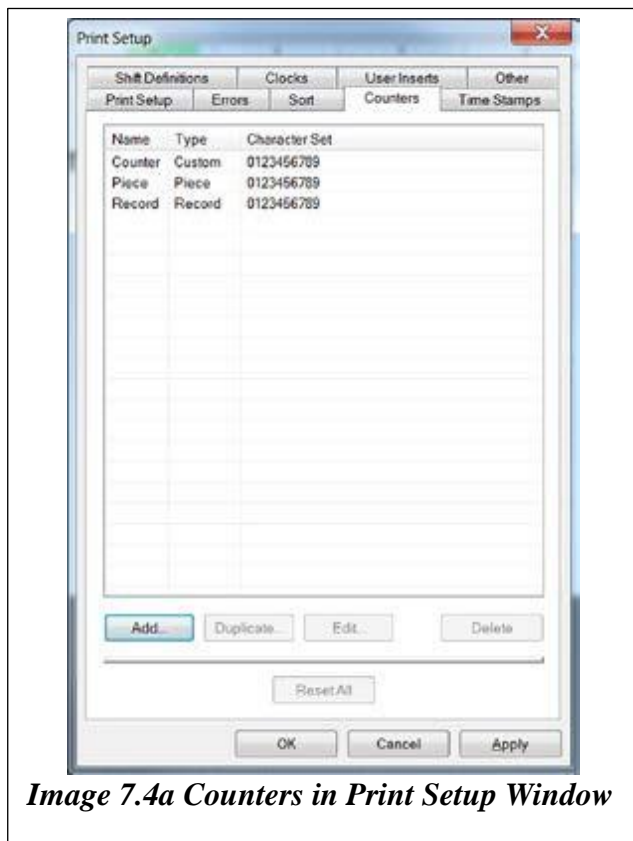 Print Setup
Shift Definitions Clocks User Inserts Other
Print Setup Errors Sort Counters Time Stamps
Name Type Character Set
Counter Custom 0123456789
Piece Piece 0123456789
Record Record 0123456789
Add... Duplicate... Edit... Delete
Reset All
OK Cancel Apply
Image 7.4a Counters in Print Setup Window